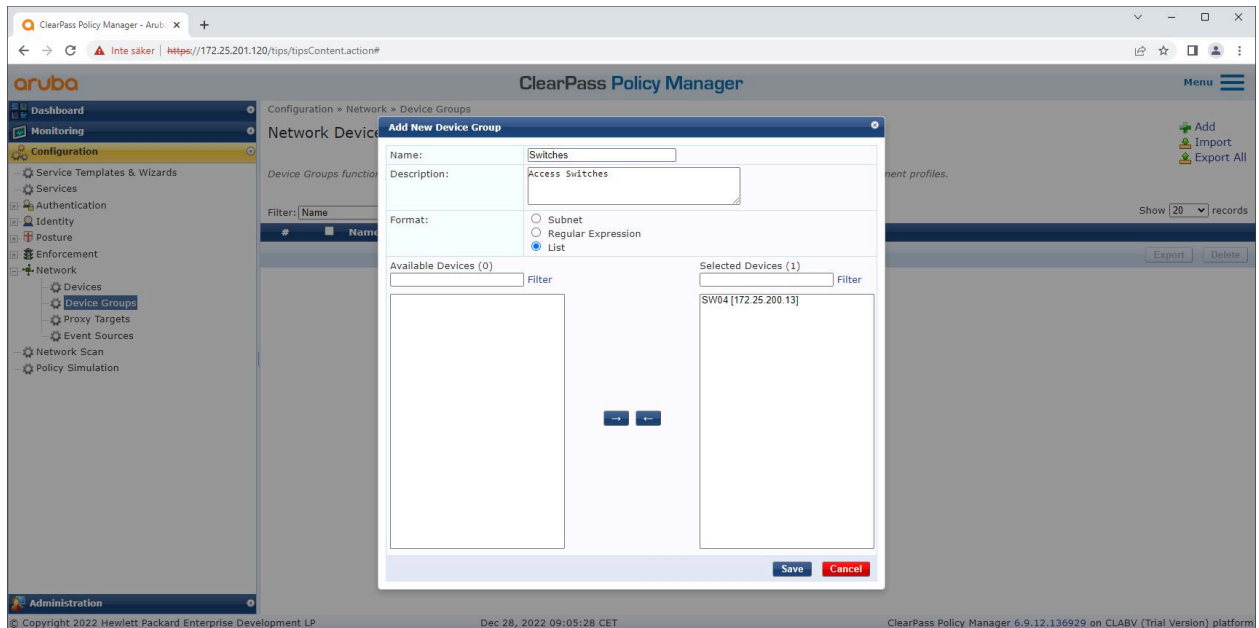 ClearPass Policy Manager - Arub
Inte säker | https://172.25.201.120/tips/tipsContent.action#
aruba
ClearPass Policy Manager
Menu
Dashboard
Monitoring
Configuration
Service Templates & Wizards
Services
Authentication
Identity
Posture
Enforcement
Network
Devices
Device Groups
Proxy Targets
Event Sources
Network Scan
Policy Simulation
Administration
Configuration » Network » Device Groups
Network Device
Add
Import
Export All
Device Groups function
nent profiles.
Filter: Name
Show 20 records
# Name
Export Delete
Add New Device Group
Name: Switches
Description: Access Switches
Format: Subnet
Regular Expression
List
Available Devices (0) Selected Devices (1)
Filter Filter
SW04 [172.25.200.13]
→ ←
Save Cancel
© Copyright 2022 Hewlett Packard Enterprise Development LP Dec 28, 2022 09:05:28 CET ClearPass Policy Manager 6.9.12.136929 on CLABV (Trial Version) platform